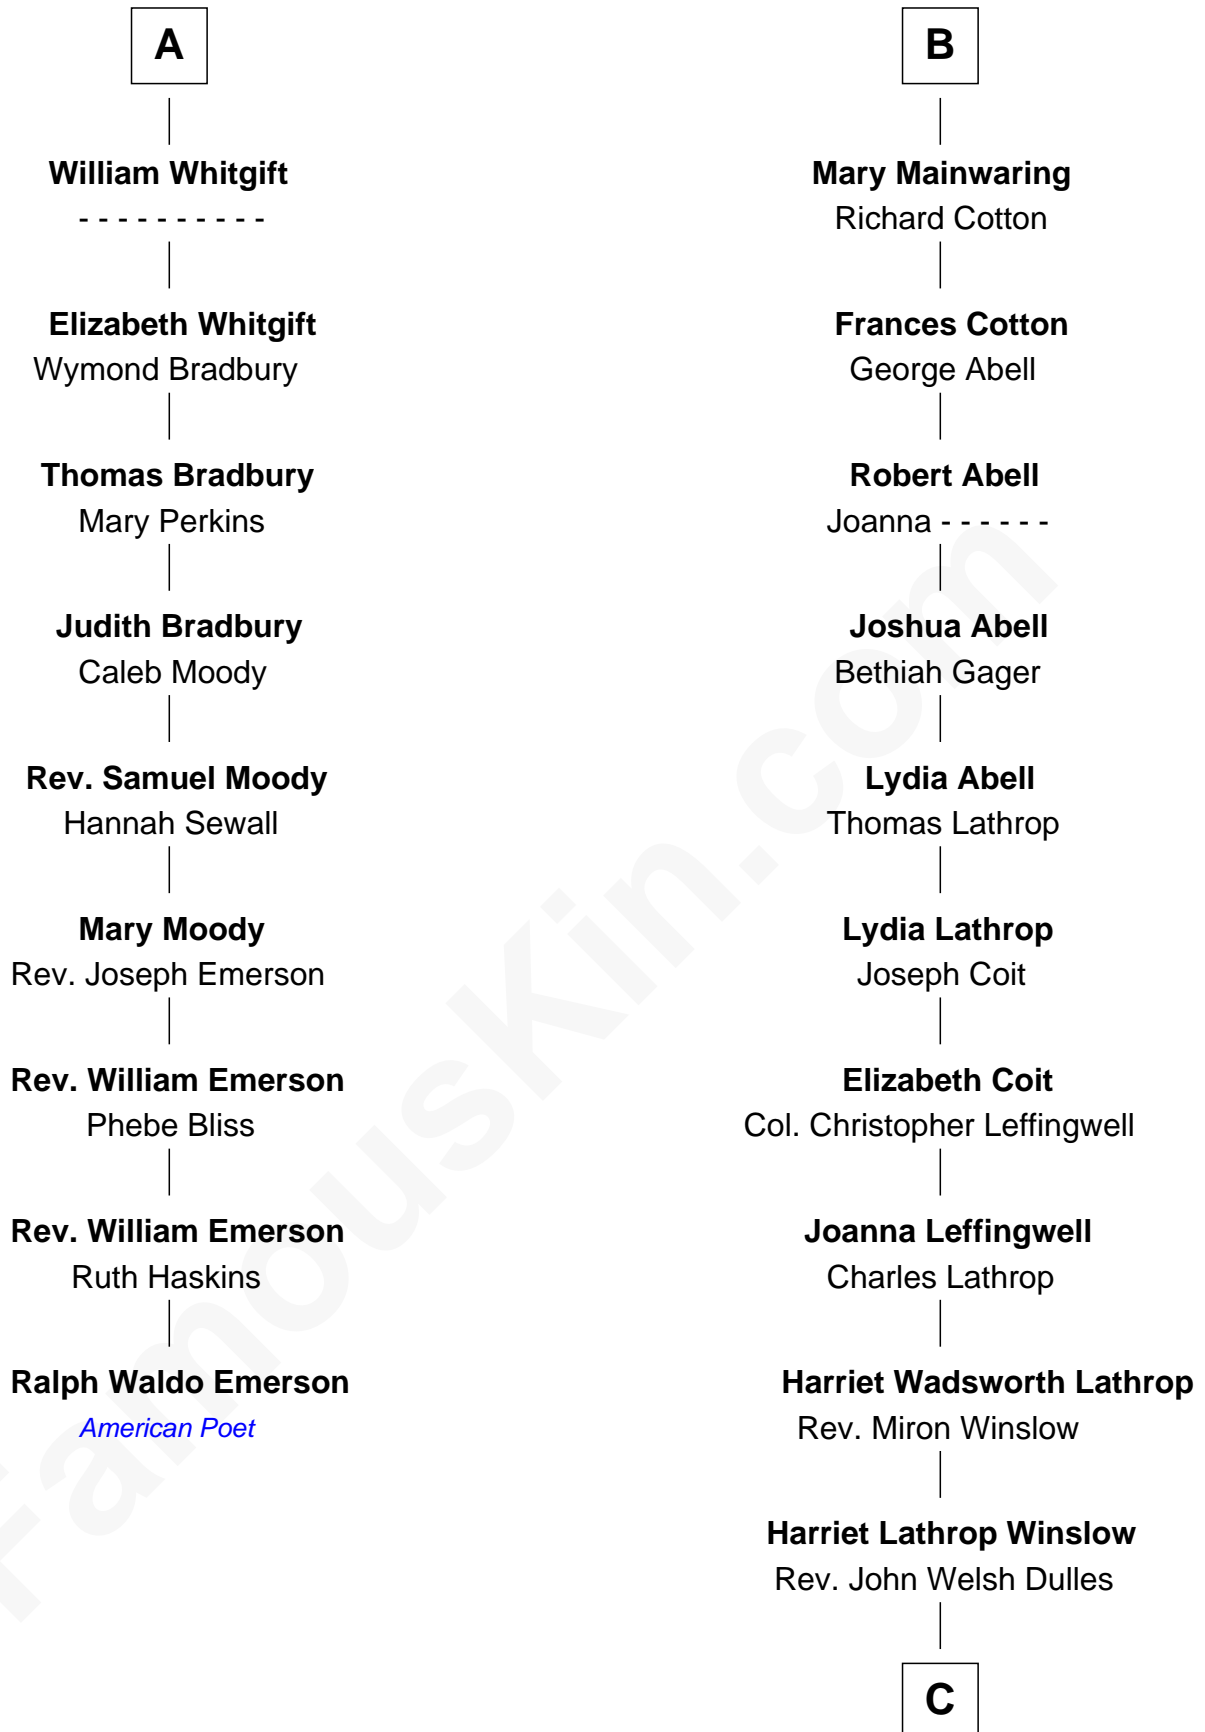 A
William Whitgift
- - - - - - - - - -
Elizabeth Whitgift
Wymond Bradbury
Thomas Bradbury
Mary Perkins
Judith Bradbury
Caleb Moody
Rev. Samuel Moody
Hannah Sewall
Mary Moody
Rev. Joseph Emerson
Rev. William Emerson
Phebe Bliss
Rev. William Emerson
Ruth Haskins
Ralph Waldo Emerson
American Poet
B
Mary Mainwaring
Richard Cotton
Frances Cotton
George Abell
Robert Abell
Joanna - - - - - -
Joshua Abell
Bethiah Gager
Lydia Abell
Thomas Lathrop
Lydia Lathrop
Joseph Coit
Elizabeth Coit
Col. Christopher Leffingwell
Joanna Leffingwell
Charles Lathrop
Harriet Wadsworth Lathrop
Rev. Miron Winslow
Harriet Lathrop Winslow
Rev. John Welsh Dulles
C
FamousKin.com